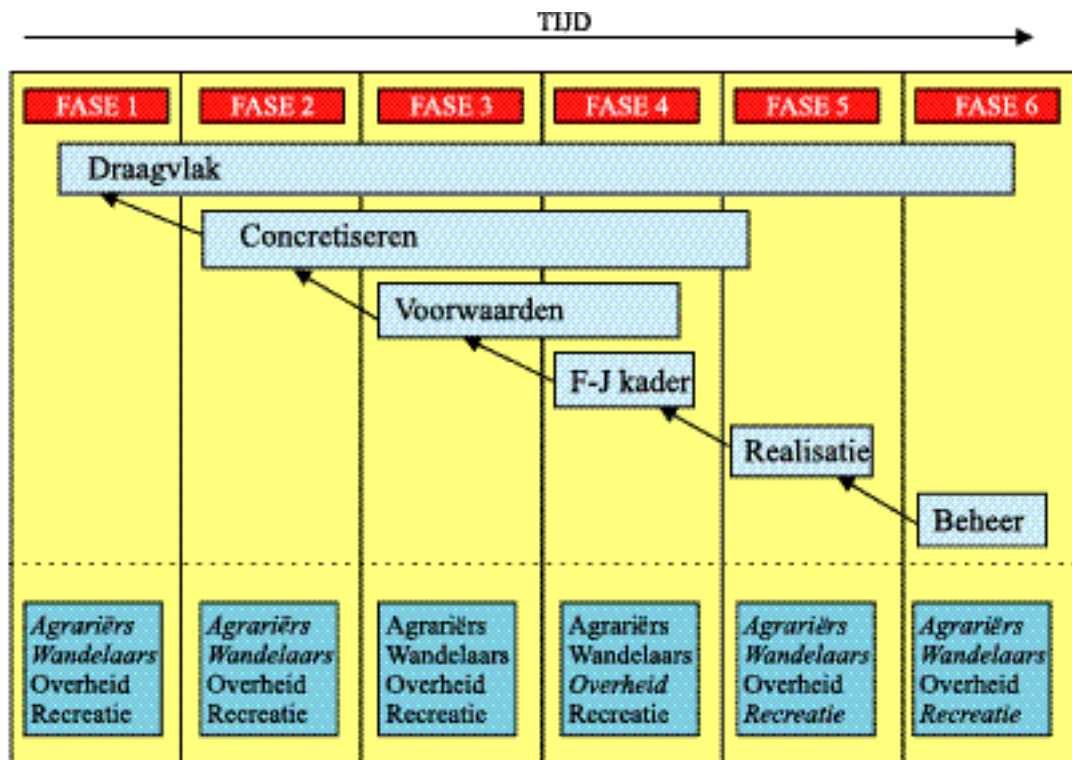 TIJD
FASE 1
FASE 2
FASE 3
FASE 4
FASE 5
FASE 6
Draagvlak
Concretiseren
Voorwaarden
F-J kader
Realisatie
Beheer
Agrariërs
Wandelaars
Overheid
Recreatie
Agrariërs
Wandelaars
Overheid
Recreatie
Agrariërs
Wandelaars
Overheid
Recreatie
Agrariërs
Wandelaars
Overheid
Recreatie
Agrariërs
Wandelaars
Overheid
Recreatie
Agrariërs
Wandelaars
Overheid
Recreatie